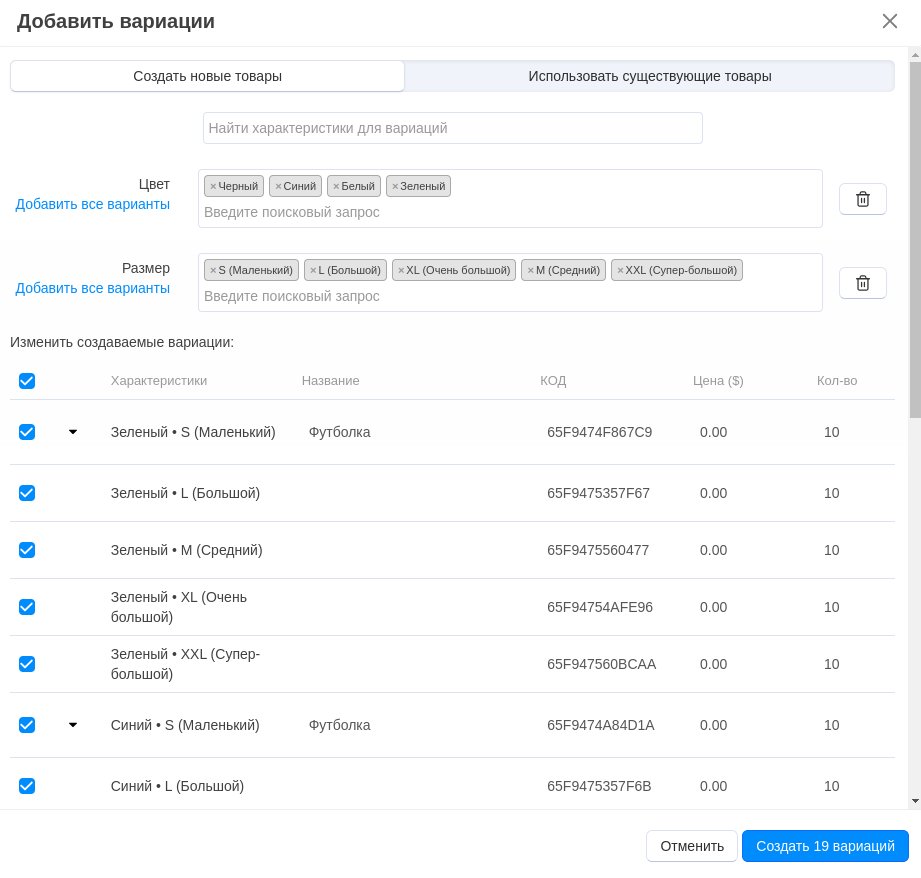 Добавить вариации
Создать новые товары
Использовать существующие товары
Найти характеристики для вариаций
Цвет
Добавить все варианты
×Черный ×Синий ×Белый ×Зеленый
Введите поисковый запрос
Размер
Добавить все варианты
×S (Маленький) ×L (Большой) ×XL (Очень большой) ×M (Средний) ×XXL (Супер-большой)
Введите поисковый запрос
Изменить создаваемые вариации:
Характеристики Название КОД Цена ($) Кол-во
Зеленый • S (Маленький) Футболка 65F9474F867C9 0.00 10
Зеленый • L (Большой) 65F9475357F67 0.00 10
Зеленый • M (Средний) 65F9475560477 0.00 10
Зеленый • XL (Очень
большой) 65F94754AFE96 0.00 10
Зеленый • XXL (Супер-
большой) 65F947560BCAA 0.00 10
Синий • S (Маленький) Футболка 65F9474A84D1A 0.00 10
Синий • L (Большой) 65F9475357F6B 0.00 10
Отменить
Создать 19 вариаций